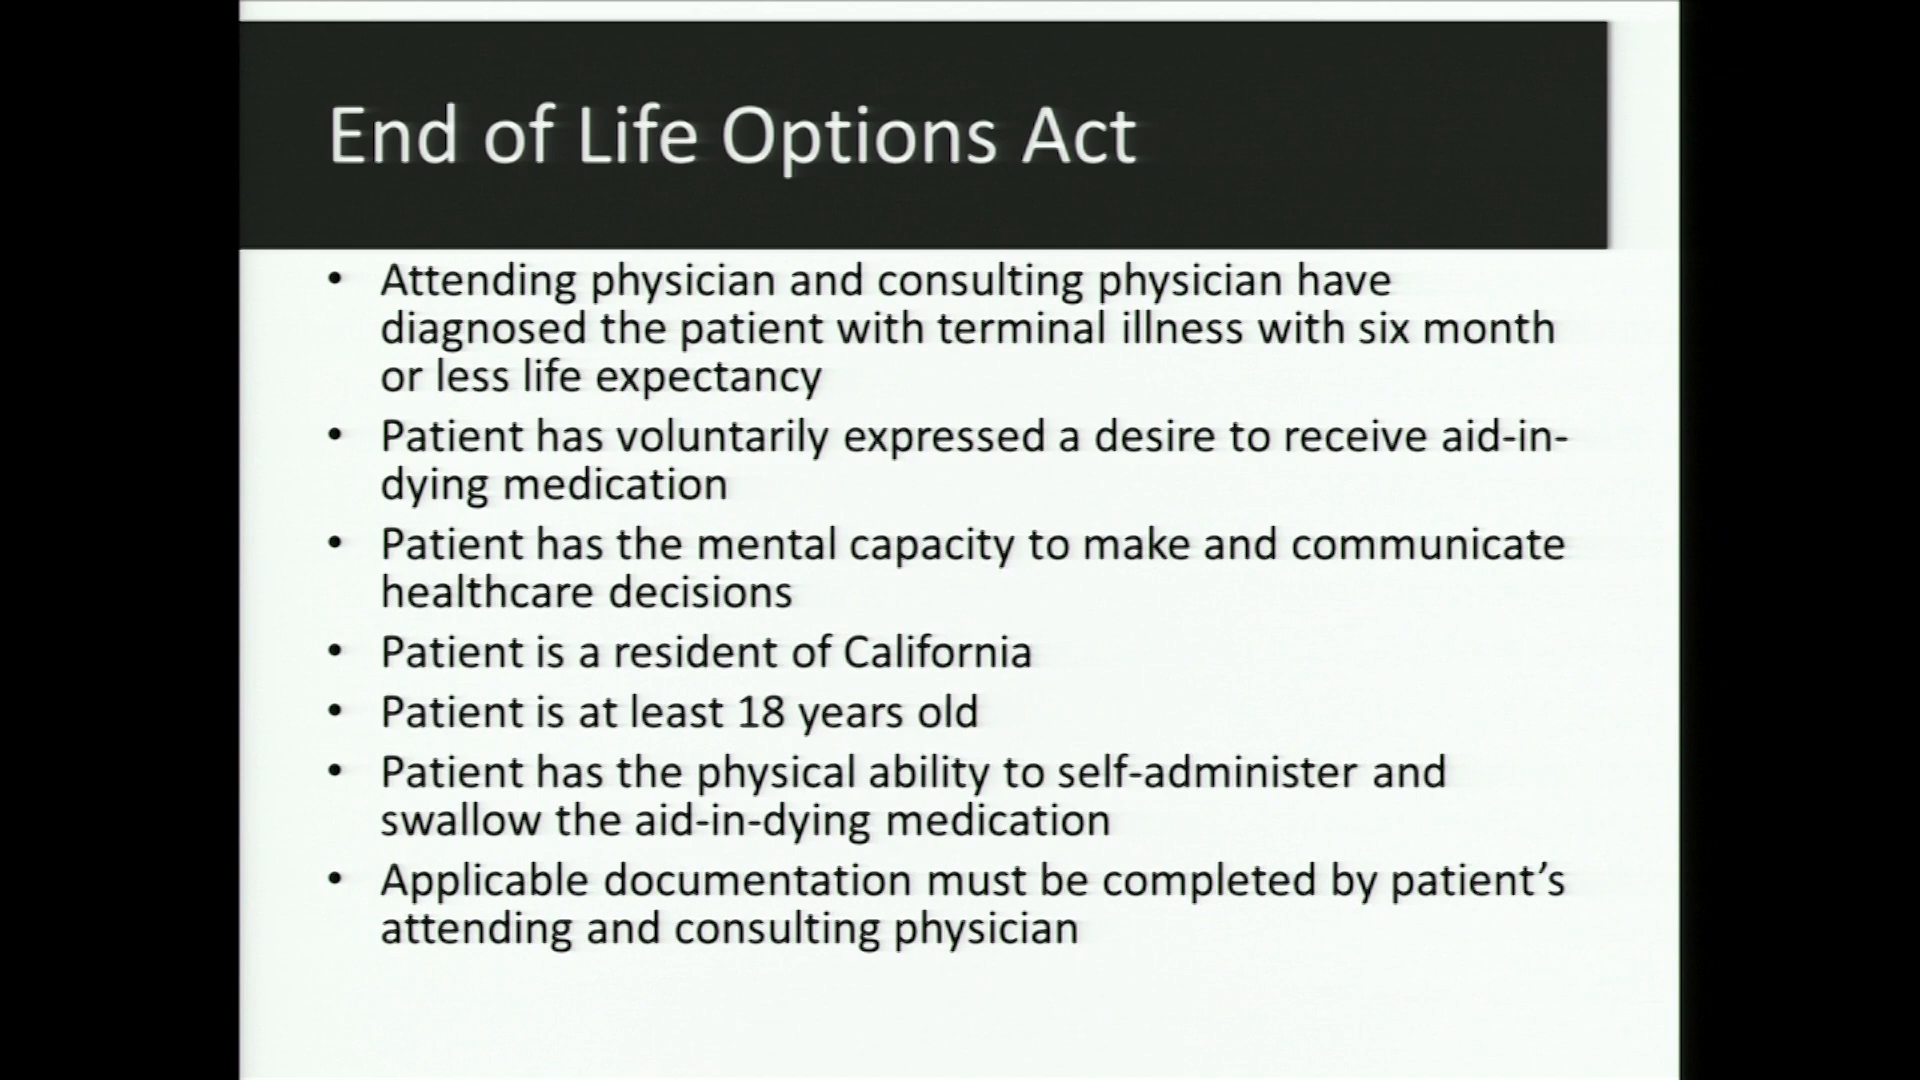 End of Life Options Act
• Attending physician and consulting physician have
diagnosed the patient with terminal illness with six month
or less life expectancy
• Patient has voluntarily expressed a desire to receive aid-in-
dying medication
• Patient has the mental capacity to make and communicate
healthcare decisions
• Patient is a resident of California
• Patient is at least 18 years old
• Patient has the physical ability to self-administer and
swallow the aid-in-dying medication
• Applicable documentation must be completed by patient’s
attending and consulting physician